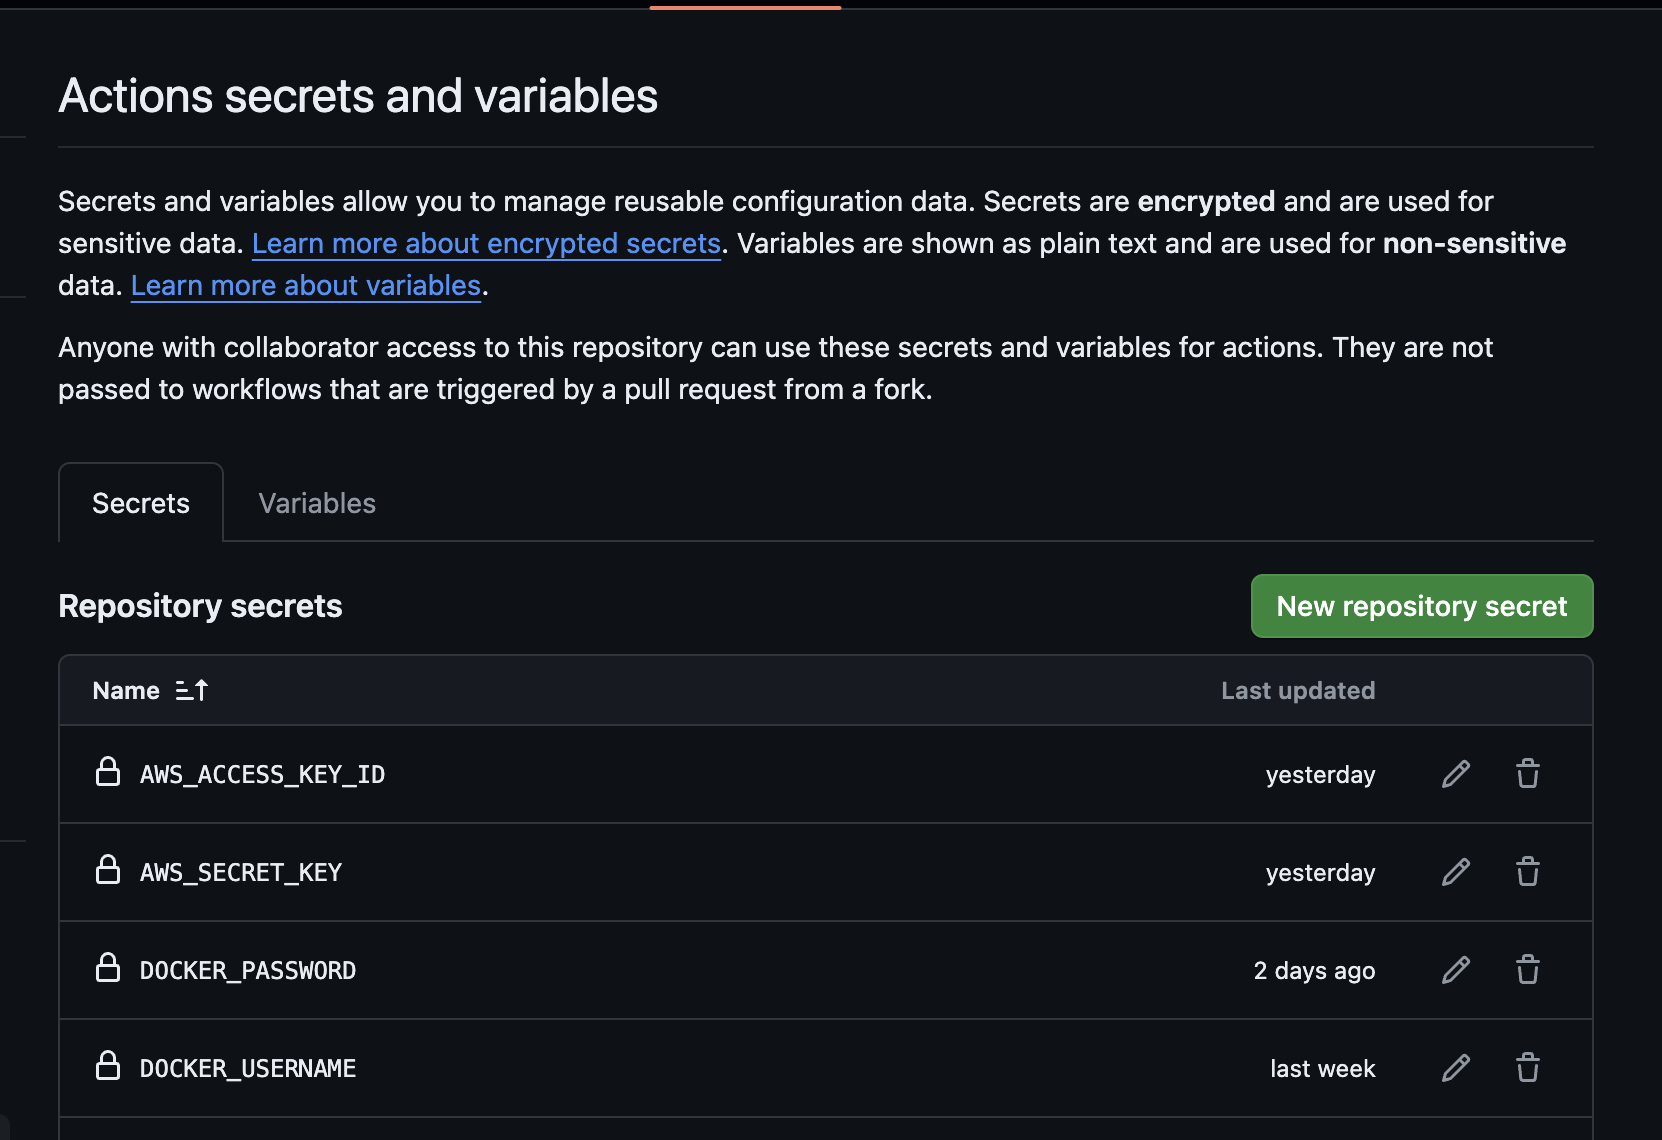 Actions secrets and variables
Secrets and variables allow you to manage reusable configuration data. Secrets are encrypted and are used for
sensitive data. Learn more about encrypted secrets. Variables are shown as plain text and are used for non-sensitive
data. Learn more about variables.
Anyone with collaborator access to this repository can use these secrets and variables for actions. They are not
passed to workflows that are triggered by a pull request from a fork.
Secrets Variables
Repository secrets New repository secret
Name Last updated
AWS_ACCESS_KEY_ID yesterday
AWS_SECRET_KEY yesterday
DOCKER_PASSWORD 2 days ago
DOCKER_USERNAME last week